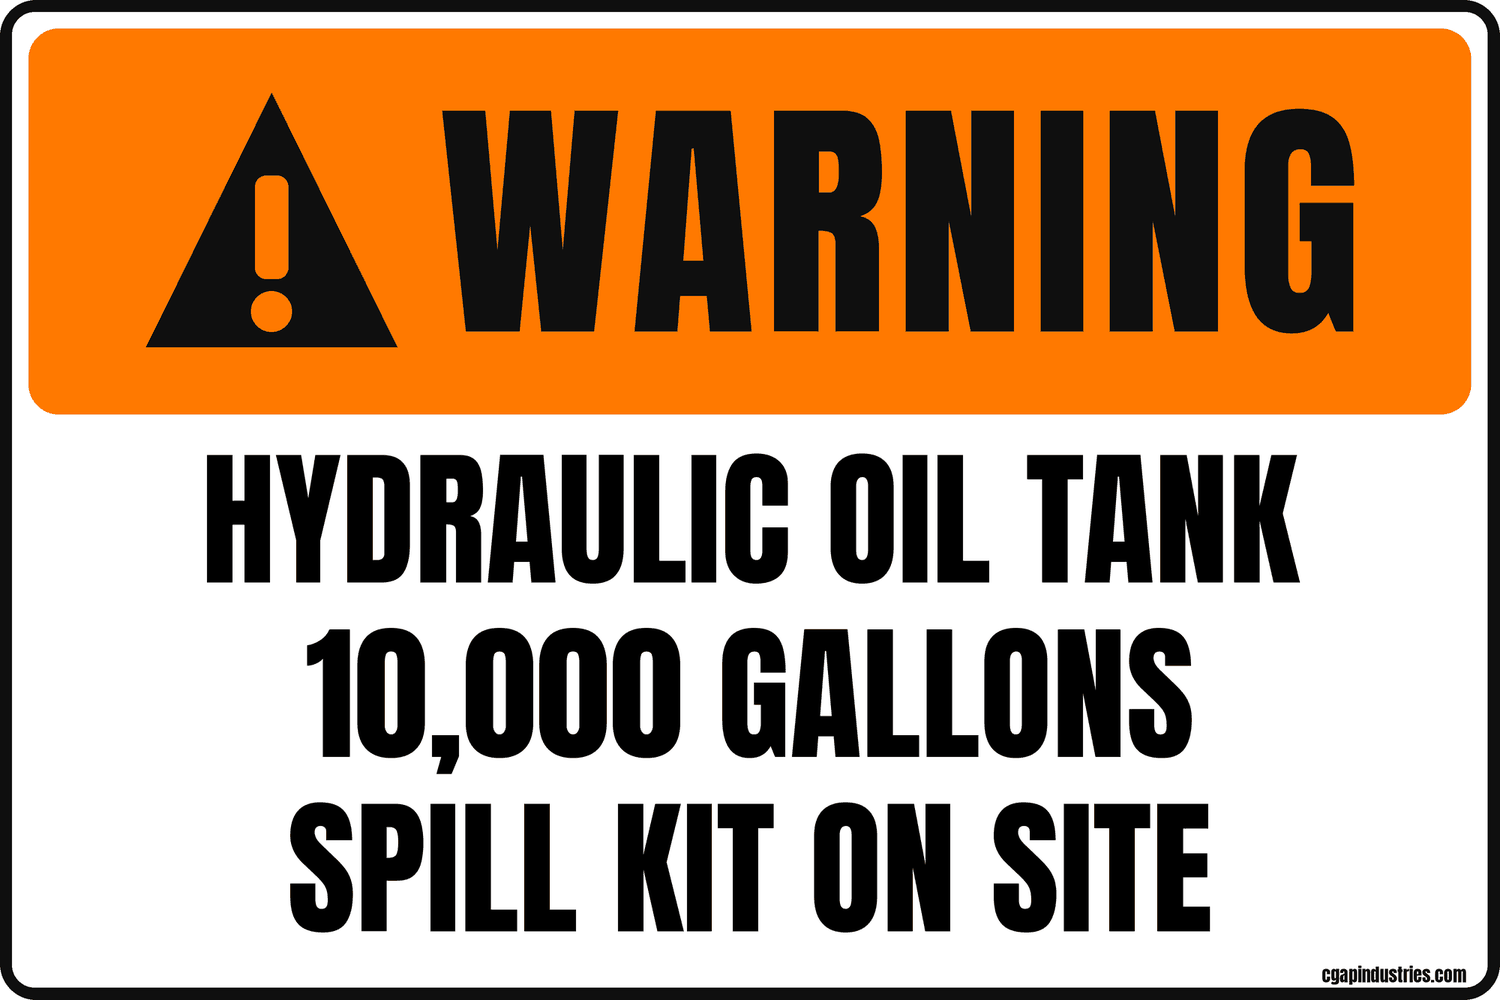 WARNING
HYDRAULIC OIL TANK
10,000 GALLONS
SPILL KIT ON SITE
cgapindustries.com